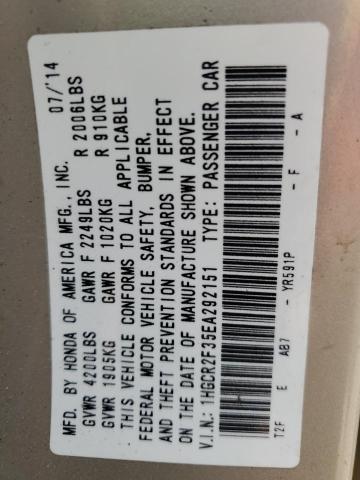 MFD. BY HONDA OF AMERICA MFG., INC. 07/'14
GVWR 4200LBS GAWR F 2249LBS R 2006LBS
GVWR 1905KG GAWR F 1020KG R 910KG
THIS VEHICLE CONFORMS TO ALL APPLICABLE
FEDERAL MOTOR VEHICLE SAFETY, BUMPER,
AND THEFT PREVENTION STANDARDS IN EFFECT
ON THE DATE OF MANUFACTURE SHOWN ABOVE.
V.I.N.: 1HGCR2F35EA292151 TYPE: PASSENGER CAR
T2F E AB7 - YR591P - F - A